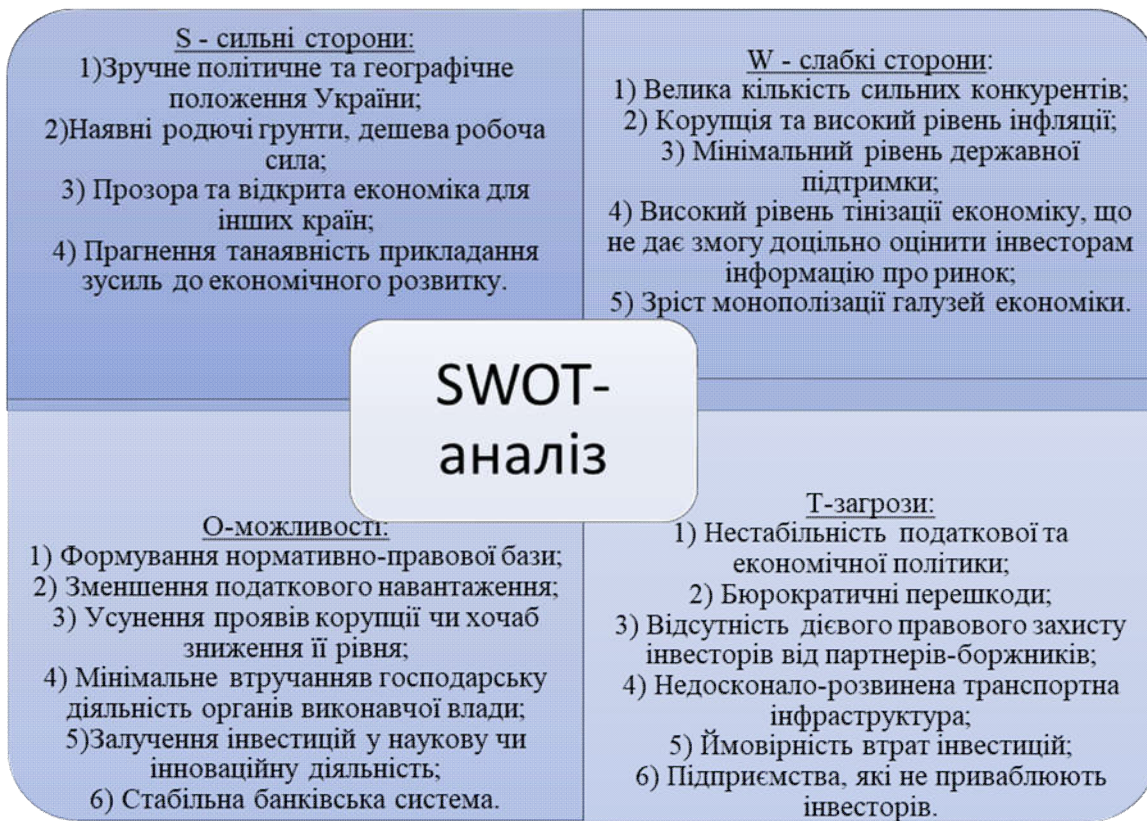 S - сильні сторони:
1)Зручне політичне та географічне
положення України;
2)Наявні родючі грунти, дешева робоча
сила;
3) Прозора та відкрита економіка для
інших країн;
4) Прагнення танаявність прикладання
зусиль до економічного розвитку.
W - слабкі сторони:
1) Велика кількість сильних конкурентів;
2) Корупція та високий рівень інфляції;
3) Мінімальний рівень державної
підтримки;
4) Високий рівень тінізації економіку, що
не дає змогу доцільно оцінити інвесторам
інформацію про ринок;
5) Зріст монополізації галузей економіки.
SWOT-
аналіз
О-можливості:
1) Формування нормативно-правової бази;
2) Зменшення податкового навантаження;
3) Усунення проявів корупції чи хочаб
зниження її рівня;
4) Мінімальне втручанняв господарську
діяльність органів виконавчої влади;
5)Залучення інвестицій у наукову чи
інноваційну діяльність;
6) Стабільна банківська система.
Т-загрози:
1) Нестабільність податкової та
економічної політики;
2) Бюрократичні перешкоди;
3) Відсутність дієвого правового захисту
інвесторів від партнерів-боржників;
4) Недосконало-розвинена транспортна
інфраструктура;
5) Ймовірність втрат інвестицій;
6) Підприємства, які не приваблюють
інвесторів.